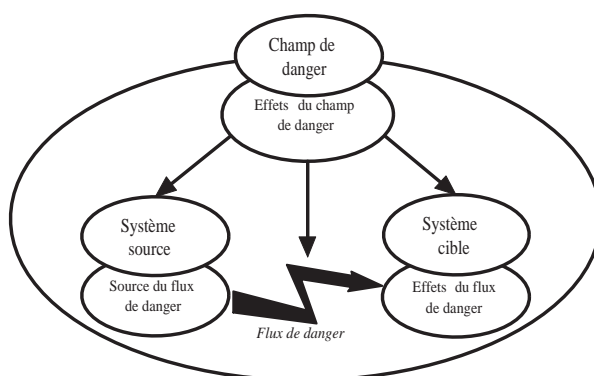 Champ de
danger
Effets du champ
de danger
Système
source
Source du flux
de danger
Système
cible
Effets du flux
de danger
Flux de danger